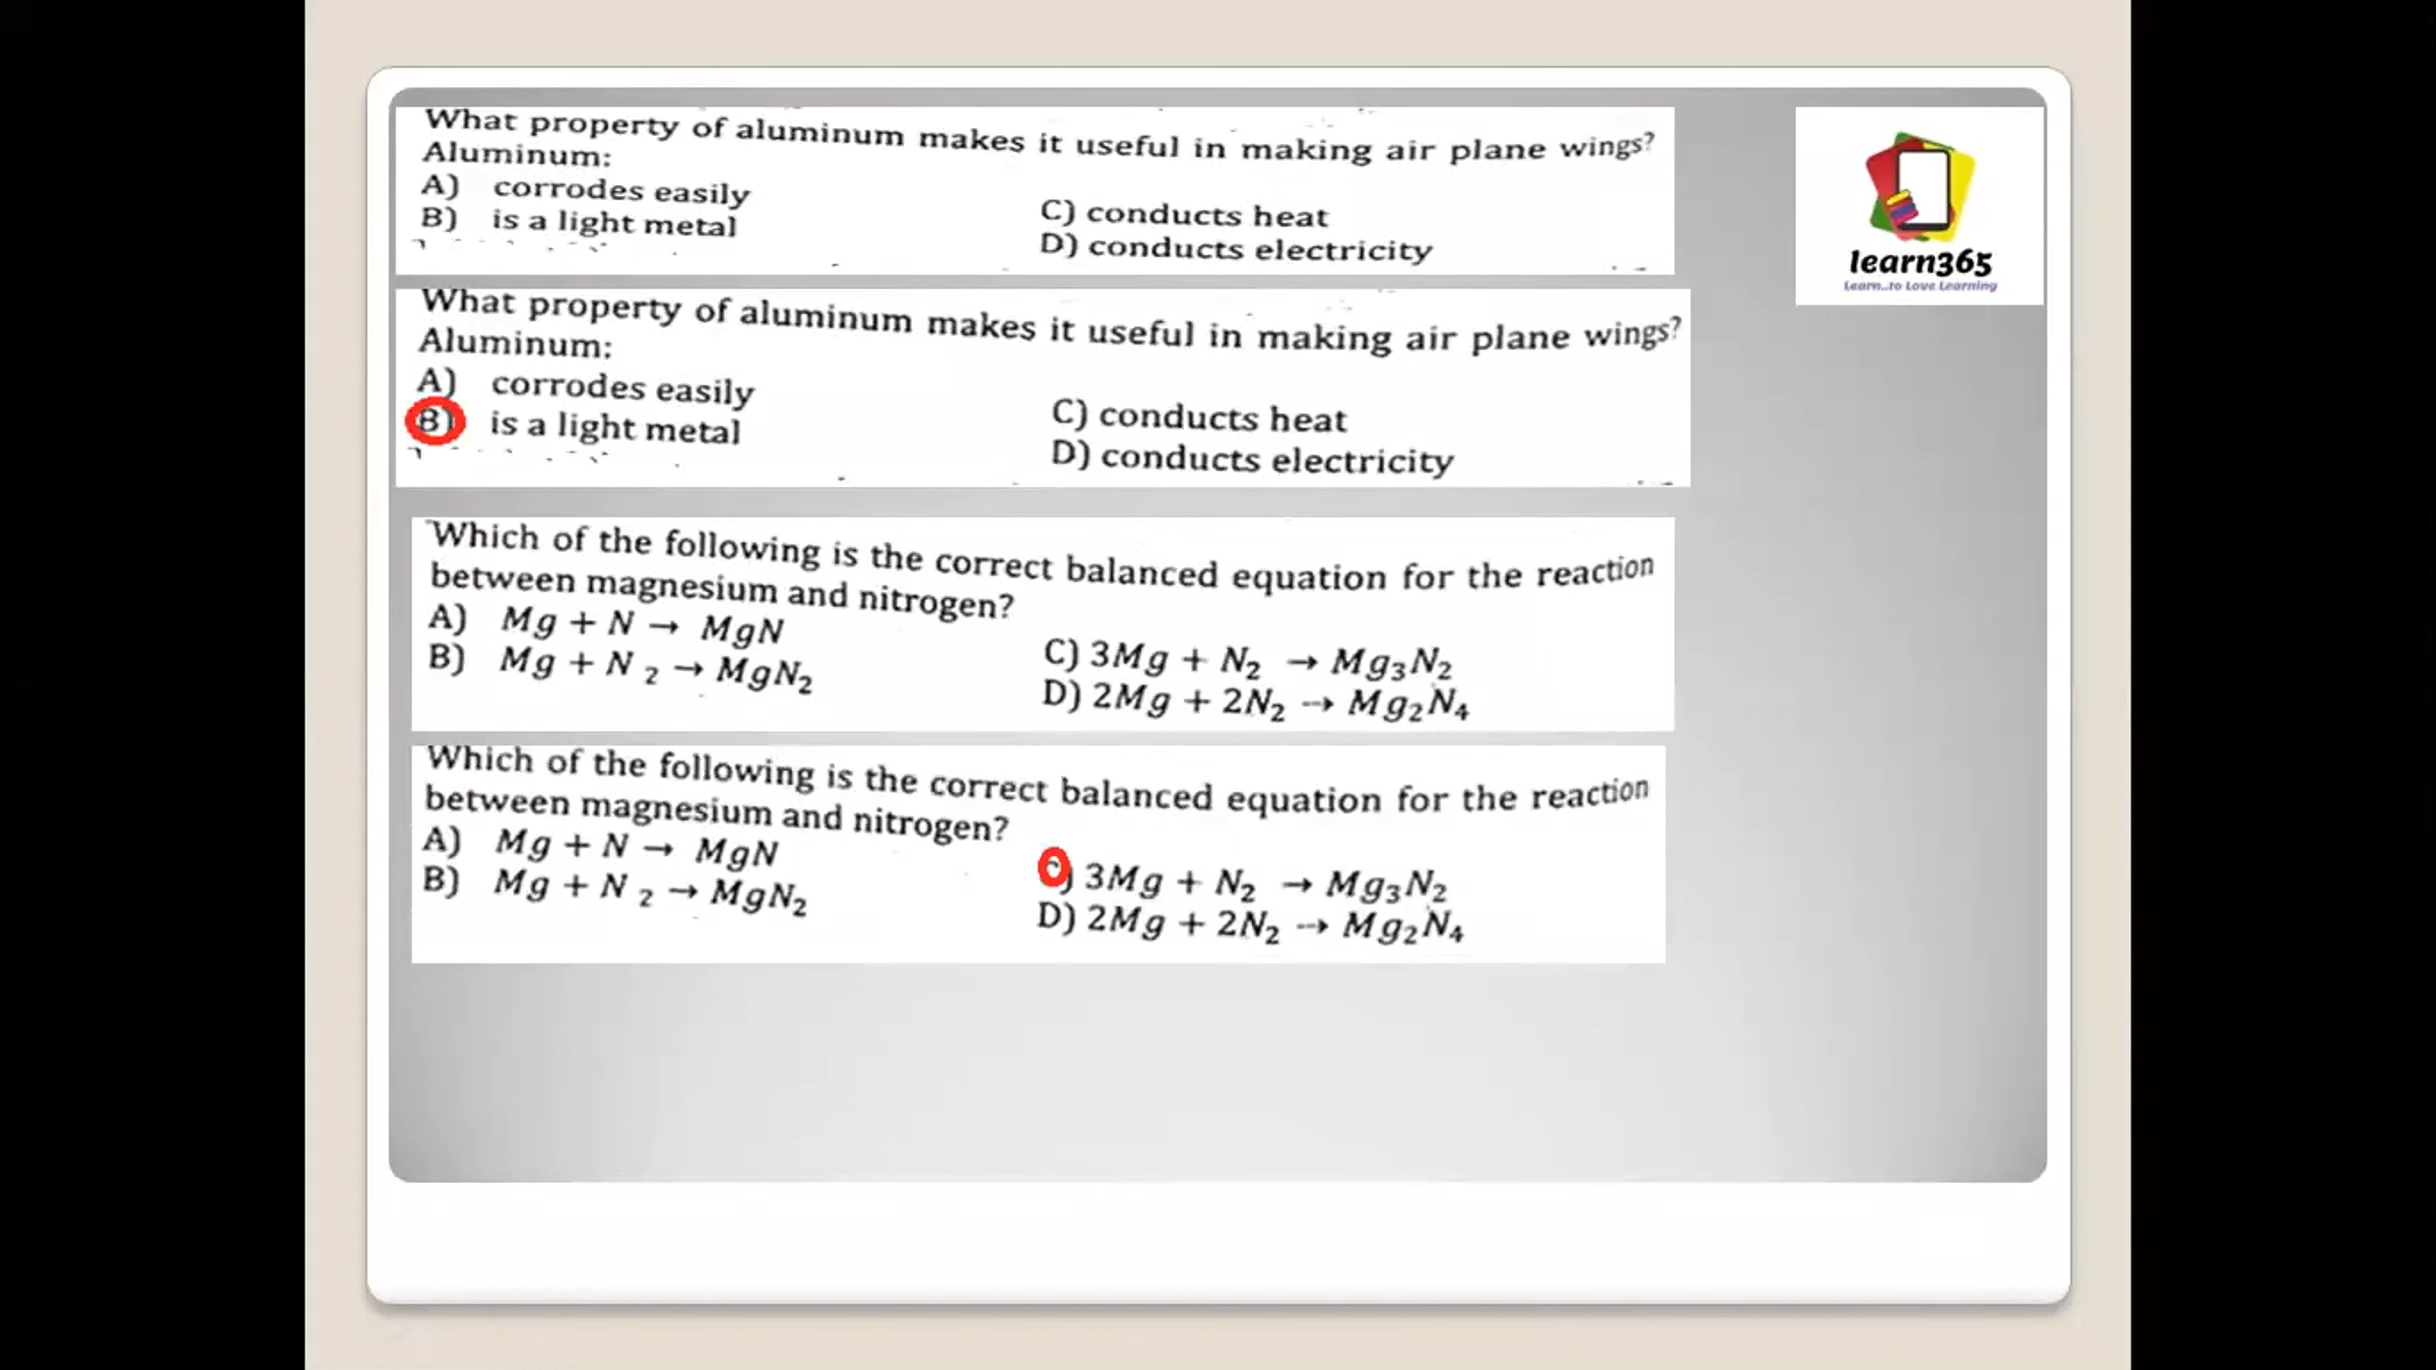 What property of aluminum makes it useful in making air plane wings?
Aluminum:
A) corrodes easily
B) is a light metal
C) conducts heat
D) conducts electricity
learn365
Learn...to Love Learning
What property of aluminum makes it useful in making air plane wings?
Aluminum:
A) corrodes easily
B) is a light metal
C) conducts heat
D) conducts electricity
Which of the following is the correct balanced equation for the reaction
between magnesium and nitrogen?
A) Mg + N → MgN
B) Mg + N₂ → MgN₂
C) 3Mg + N₂ → Mg₃N₂
D) 2Mg + 2N₂ → Mg₂N₄
Which of the following is the correct balanced equation for the reaction
between magnesium and nitrogen?
A) Mg + N → MgN
B) Mg + N₂ → MgN₂
C) 3Mg + N₂ → Mg₃N₂
D) 2Mg + 2N₂ → Mg₂N₄